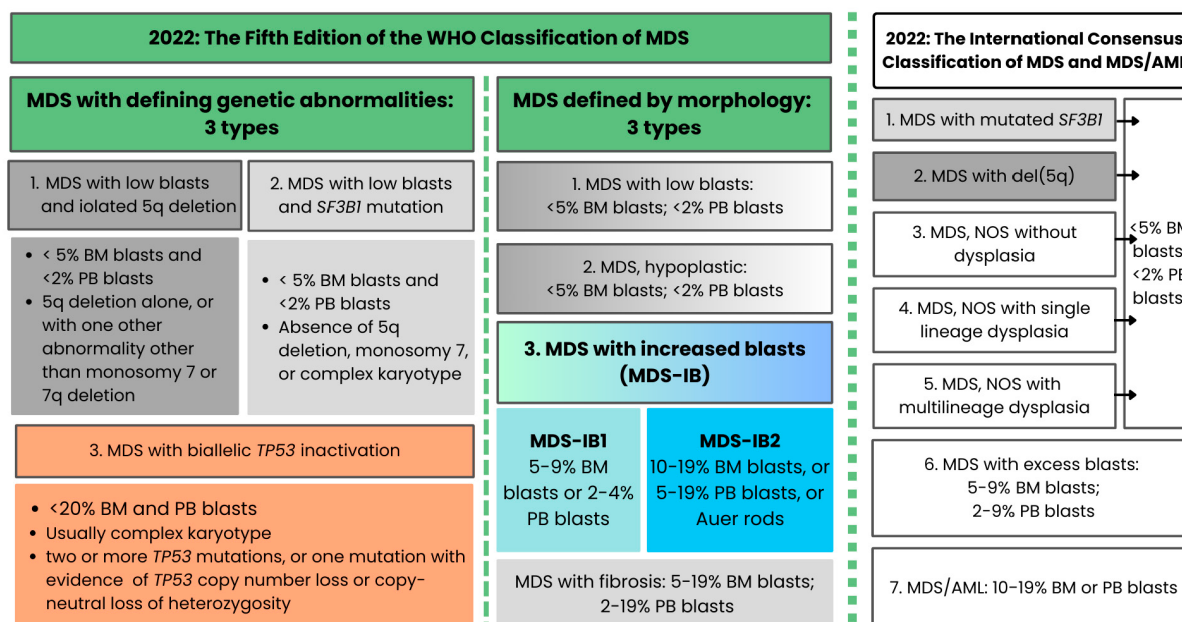 2022: The Fifth Edition of the WHO Classification of MDS
MDS with defining genetic abnormalities:
3 types
1. MDS with low blasts
and iolated 5q deletion
2. MDS with low blasts
and SF3B1 mutation
• < 5% BM blasts and
<2% PB blasts
• 5q deletion alone, or
with one other
abnormality other
than monosomy 7 or
7q deletion
• < 5% BM blasts and
<2% PB blasts
• Absence of 5q
deletion, monosomy 7,
or complex karyotype
3. MDS with biallelic TP53 inactivation
• <20% BM and PB blasts
• Usually complex karyotype
• two or more TP53 mutations, or one mutation with
evidence of TP53 copy number loss or copy-
neutral loss of heterozygosity
MDS defined by morphology:
3 types
1. MDS with low blasts:
<5% BM blasts; <2% PB blasts
2. MDS, hypoplastic:
<5% BM blasts; <2% PB blasts
3. MDS with increased blasts
(MDS-IB)
MDS-IB1
5-9% BM
blasts or 2-4%
PB blasts
MDS-IB2
10-19% BM blasts, or
5-19% PB blasts, or
Auer rods
MDS with fibrosis: 5-19% BM blasts;
2-19% PB blasts
2022: The International Consensus
Classification of MDS and MDS/AML
1. MDS with mutated SF3B1
2. MDS with del(5q)
3. MDS, NOS without
dysplasia
4. MDS, NOS with single
lineage dysplasia
5. MDS, NOS with
multilineage dysplasia
<5% BM
blasts
<2% PB
blasts
6. MDS with excess blasts:
5-9% BM blasts;
2-9% PB blasts
7. MDS/AML: 10-19% BM or PB blasts